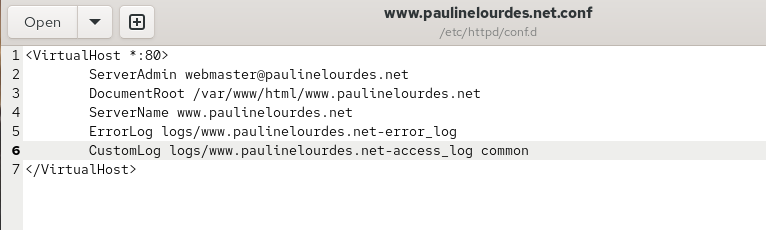 Open
www.paulinelourdes.net.conf
/etc/httpd/conf.d
1 <VirtualHost *:80>
2 ServerAdmin webmaster@paulinelourdes.net
3 DocumentRoot /var/www/html/www.paulinelourdes.net
4 ServerName www.paulinelourdes.net
5 ErrorLog logs/www.paulinelourdes.net-error_log
6 CustomLog logs/www.paulinelourdes.net-access_log common
7 </VirtualHost>